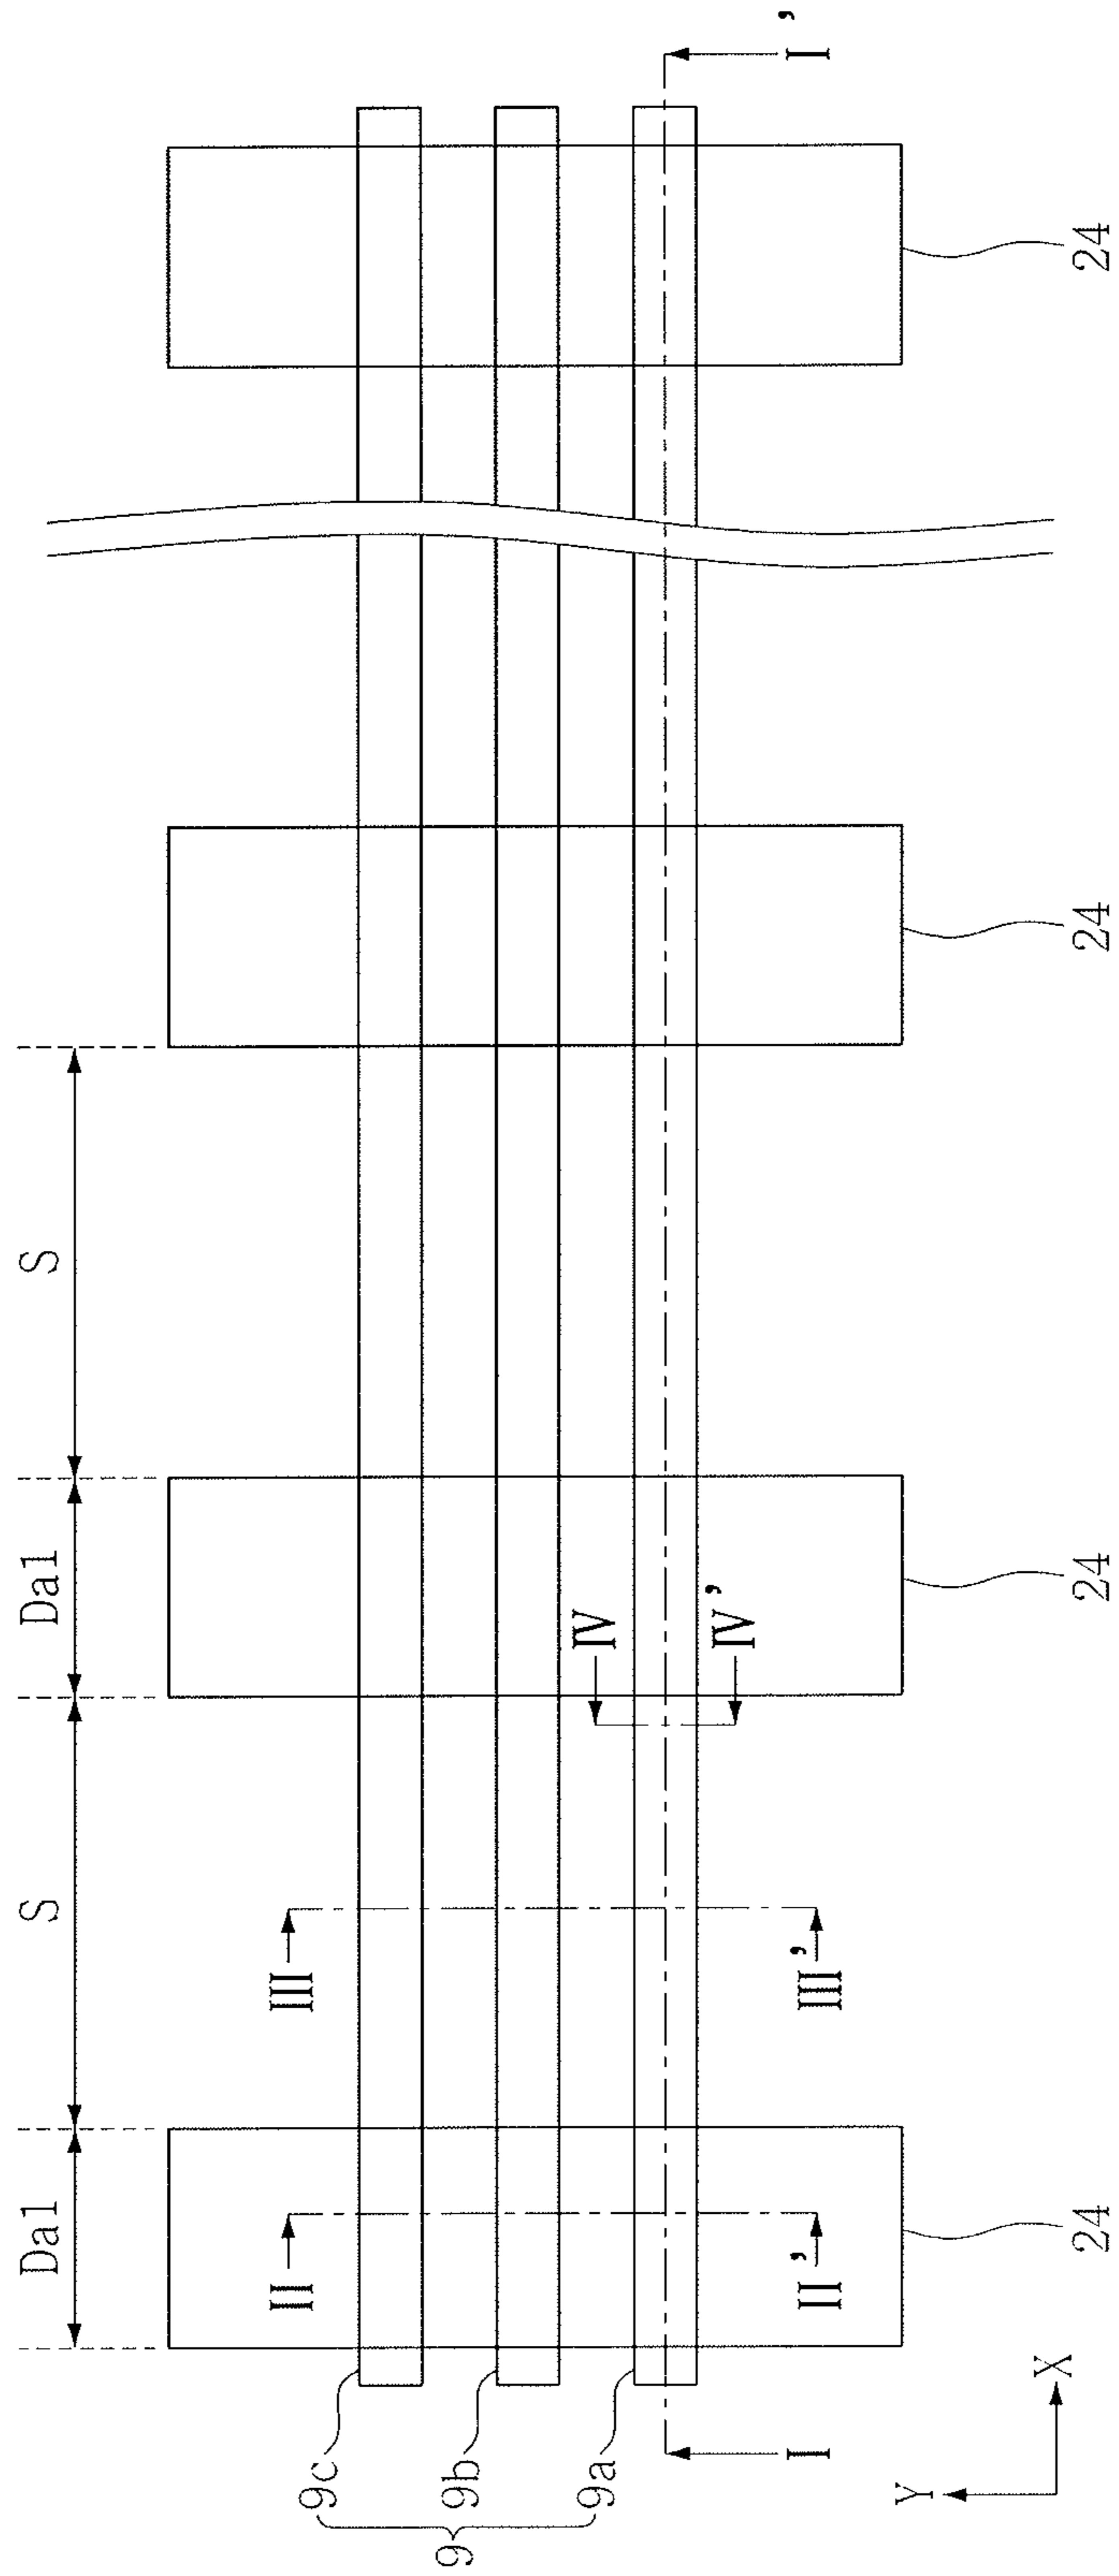 Da1 S Da1 S
II III
9c
9
9b
9a IV
IV'
I II' III' I'
Y
X
24 24 24 24